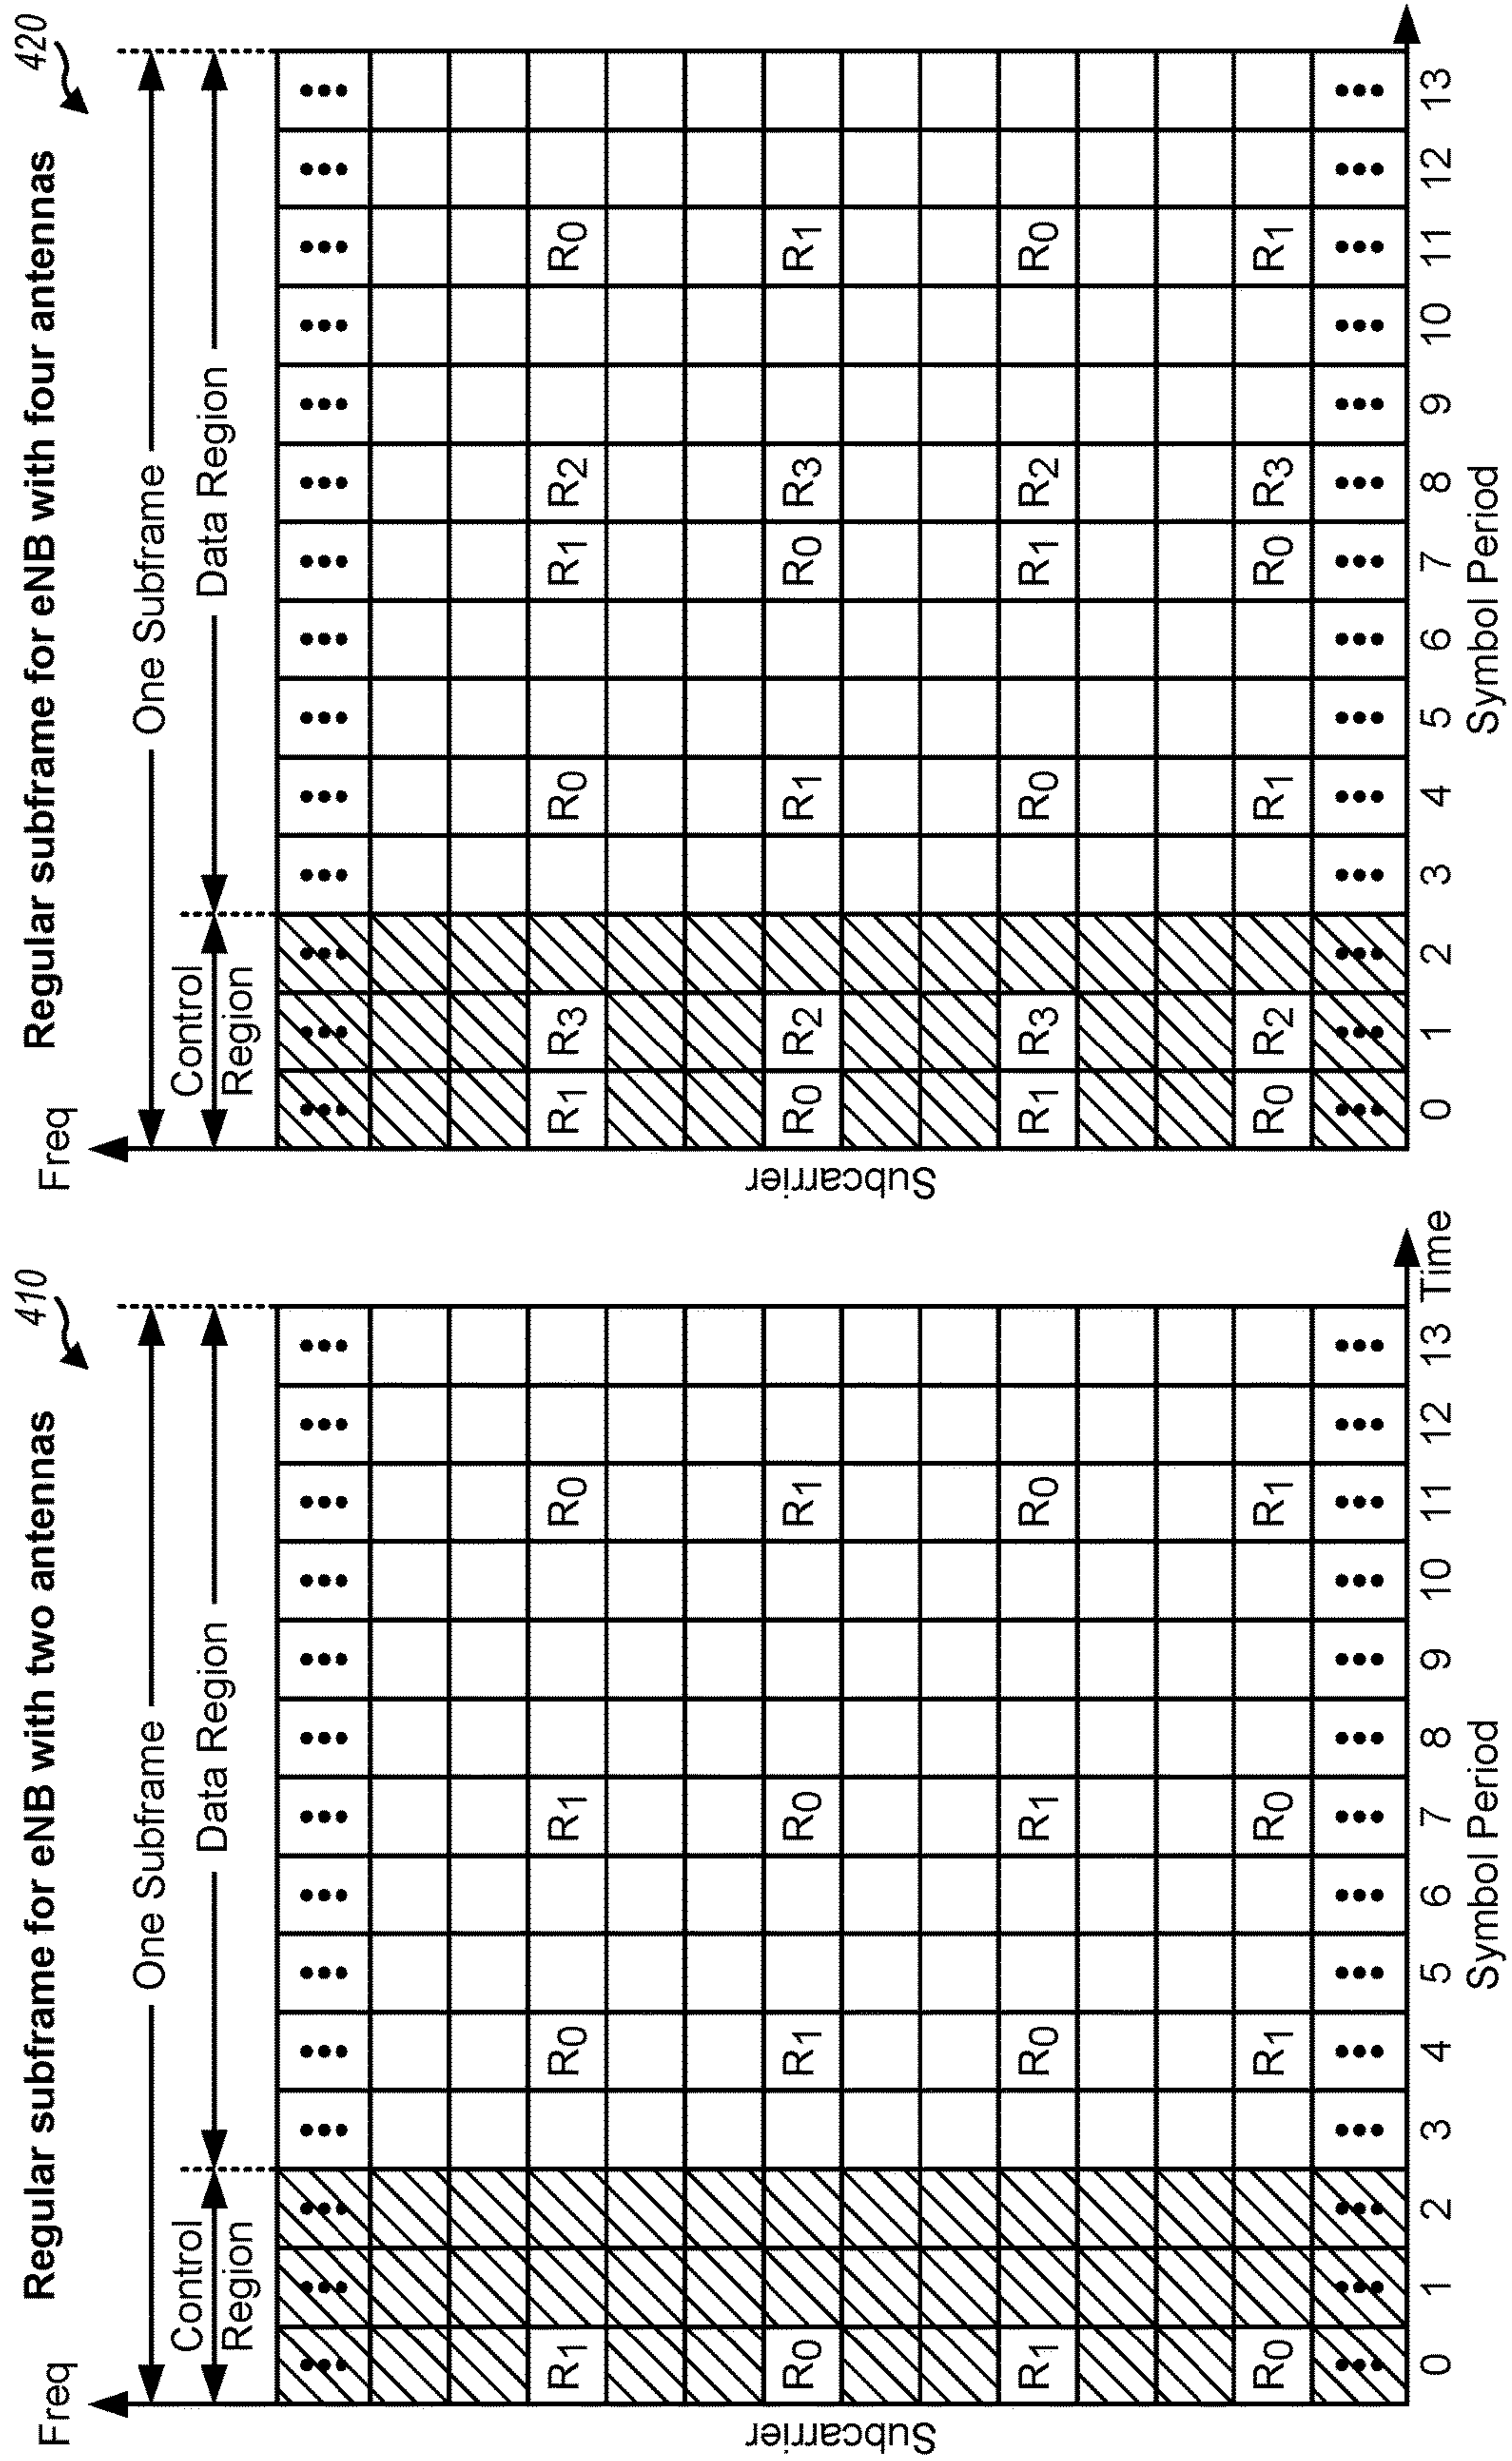 Regular subframe for eNB with two antennas
410
Freq
One Subframe
Control
Region
Data Region
Subcarrier
R1 R0 R1 R0
R0 R1 R0 R1
R1 R0 R1 R0
R0 R1 R0 R1
0 1 2 3 4 5 6 7 8 9 10 11 12 13 Time
Symbol Period
Regular subframe for eNB with four antennas
420
Freq
One Subframe
Control
Region
Data Region
Subcarrier
R1 R3 R0 R1 R2 R0
R0 R2 R1 R0 R3 R1
R1 R3 R0 R1 R2 R0
R0 R2 R1 R0 R3 R1
0 1 2 3 4 5 6 7 8 9 10 11 12 13
Symbol Period